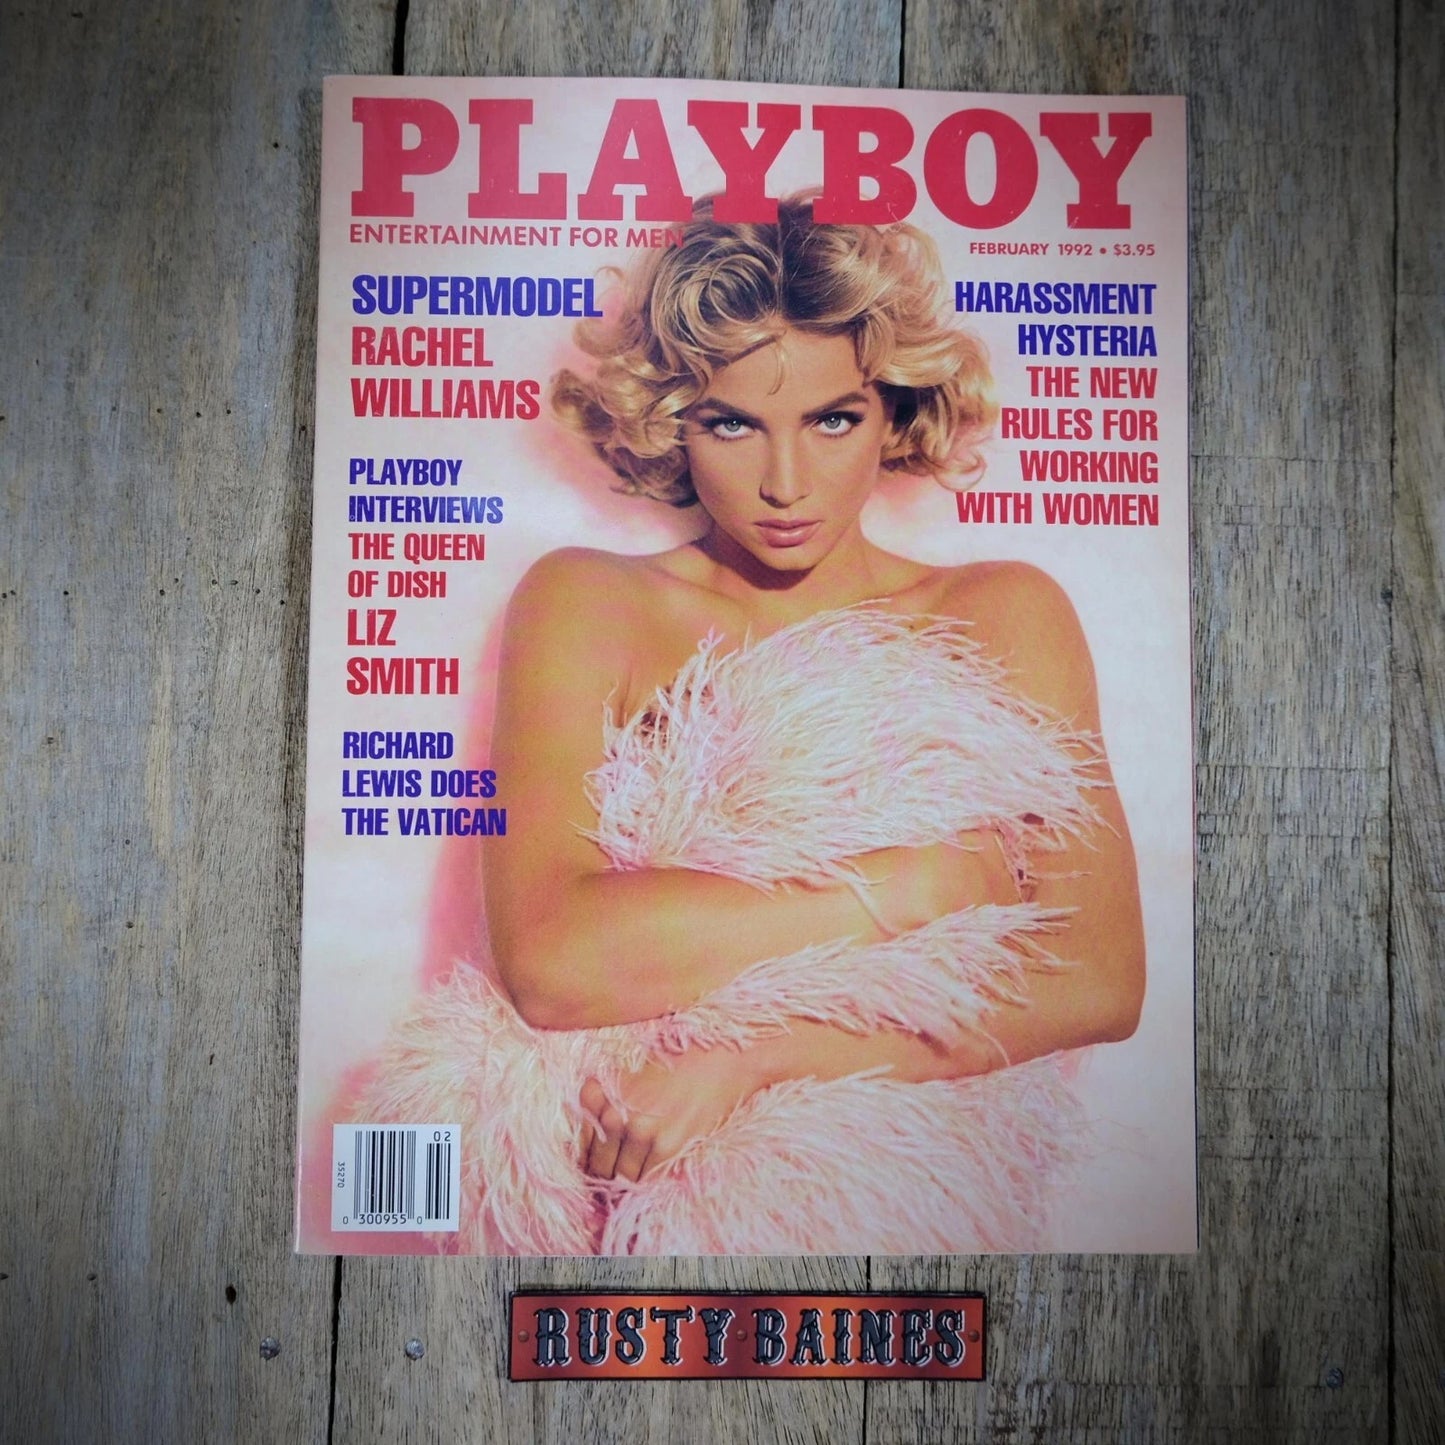 PLAYBOY
ENTERTAINMENT FOR MEN
FEBRUARY 1992 • $3.95
SUPERMODEL
RACHEL
WILLIAMS
PLAYBOY
INTERVIEWS
THE QUEEN
OF DISH
LIZ
SMITH
RICHARD
LEWIS DOES
THE VATICAN
HARASSMENT
HYSTERIA
THE NEW
RULES FOR
WORKING
WITH WOMEN
02
35270
0 300955 0
RUSTY BAINES